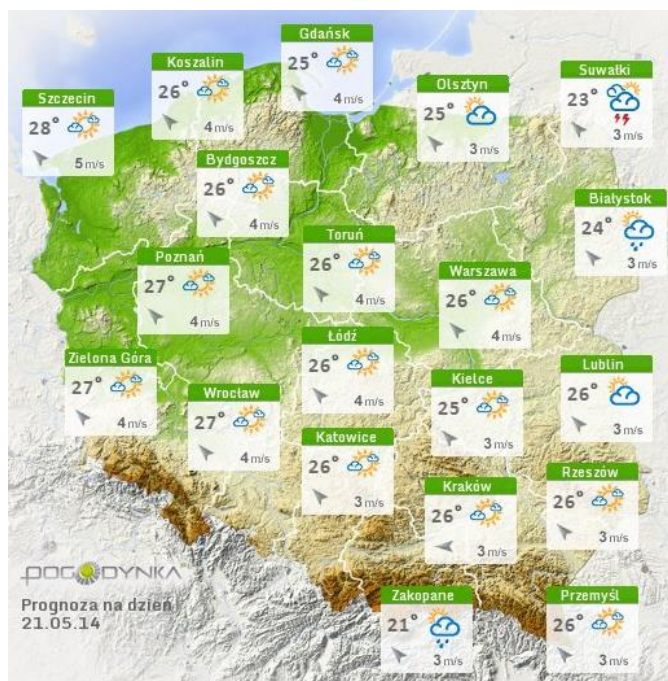 Gdańsk
25°
4 m/s
Koszalin
26°
4 m/s
Suwałki
23°
3 m/s
Olsztyn
25°
3 m/s
Szczecin
28°
5 m/s
Bydgoszcz
26°
4 m/s
Białystok
24°
3 m/s
Toruń
26°
4 m/s
Poznań
27°
4 m/s
Warszawa
26°
4 m/s
Łódź
26°
4 m/s
Zielona Góra
27°
4 m/s
Lublin
26°
3 m/s
Kielce
25°
3 m/s
Wrocław
27°
4 m/s
Katowice
26°
3 m/s
Rzeszów
26°
3 m/s
Kraków
26°
3 m/s
POGODYNKA
Prognoza na dzień
21.05.14
Zakopane
21°
3 m/s
Przemyśl
26°
3 m/s